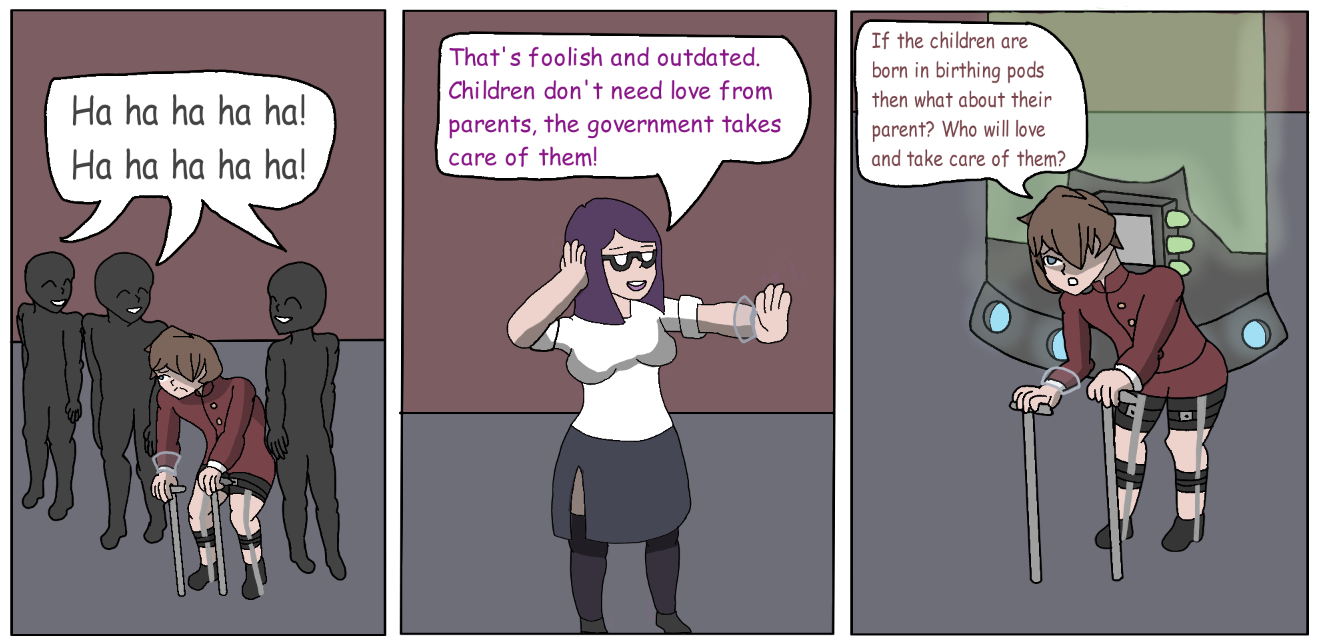 If the children are
born in birthing pods
then what about their
parent? Who will love
and take care of them?
That's foolish and outdated.
Children don't need love from
parents, the government takes
care of them!
Ha ha ha ha ha!
Ha ha ha ha ha!